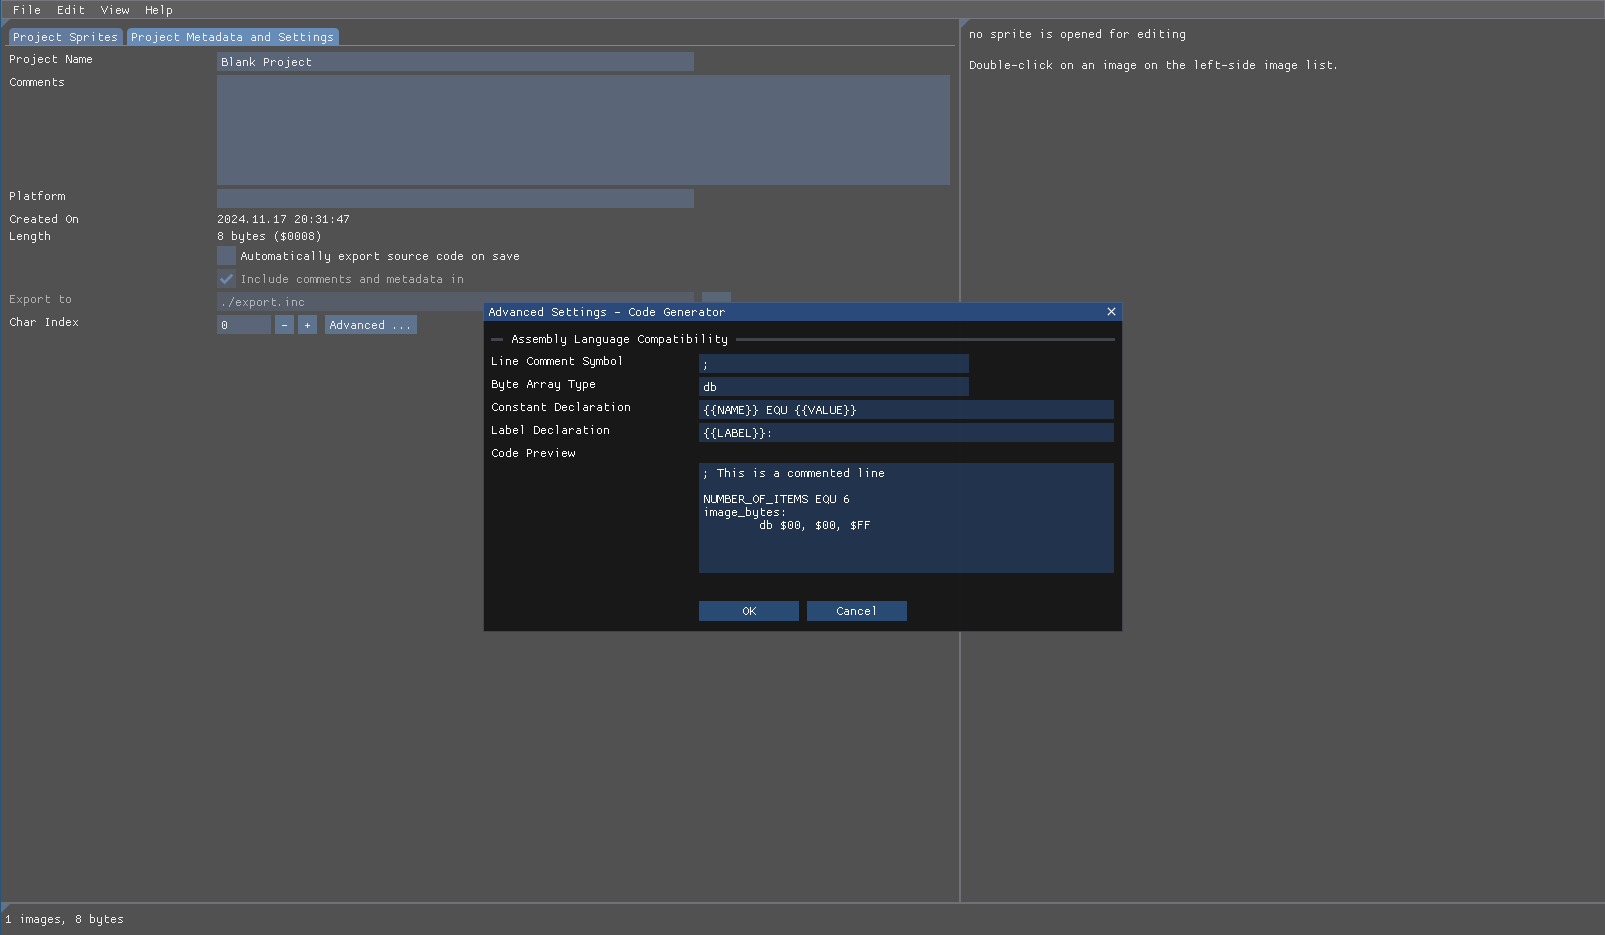 File Edit View Help
Project Sprites Project Metadata and Settings
Project Name Blank Project
Comments
Platform
Created On 2024.11.17 20:31:47
Length 8 bytes ($0008)
Automatically export source code on save
Include comments and metadata in
Export to ./export.inc
Char Index 0 - + Advanced ...
no sprite is opened for editing
Double-click on an image on the left-side image list.
Advanced Settings - Code Generator
Assembly Language Compatibility
Line Comment Symbol ;
Byte Array Type db
Constant Declaration {{NAME}} EQU {{VALUE}}
Label Declaration {{LABEL}}:
Code Preview
; This is a commented line
NUMBER_OF_ITEMS EQU 6
image_bytes:
db $00, $00, $FF
OK Cancel
1 images, 8 bytes